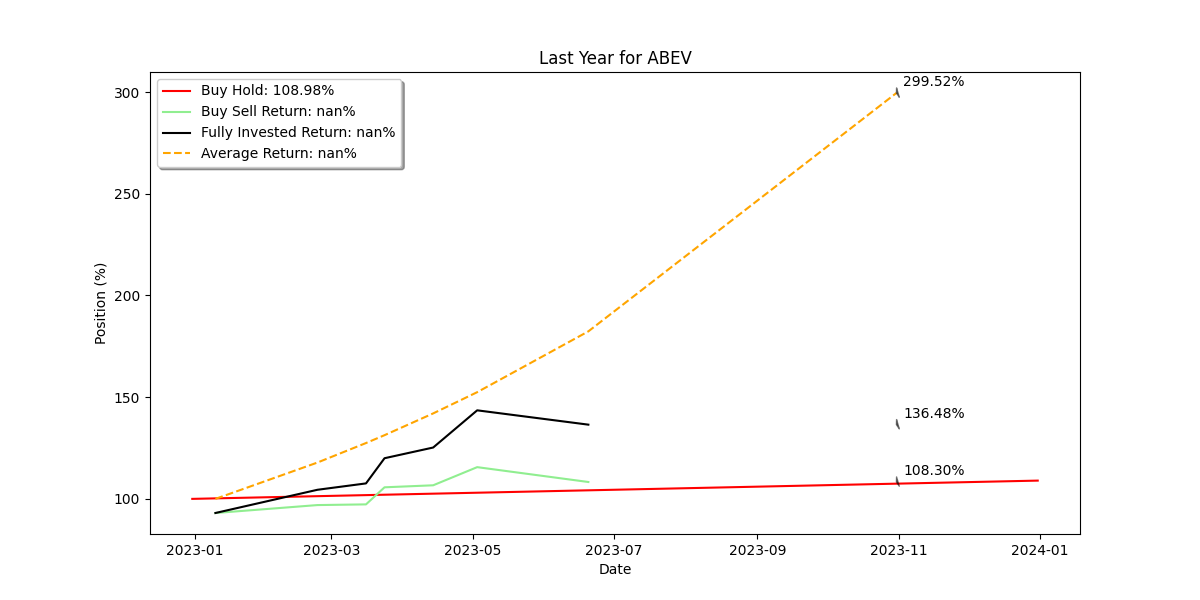 Last Year for ABEV
Buy Hold: 108.98%
Buy Sell Return: nan%
Fully Invested Return: nan%
Average Return: nan%
299.52%
136.48%
108.30%
300
250
200
150
100
Position (%)
2023-01
2023-03
2023-05
2023-07
2023-09
2023-11
2024-01
Date